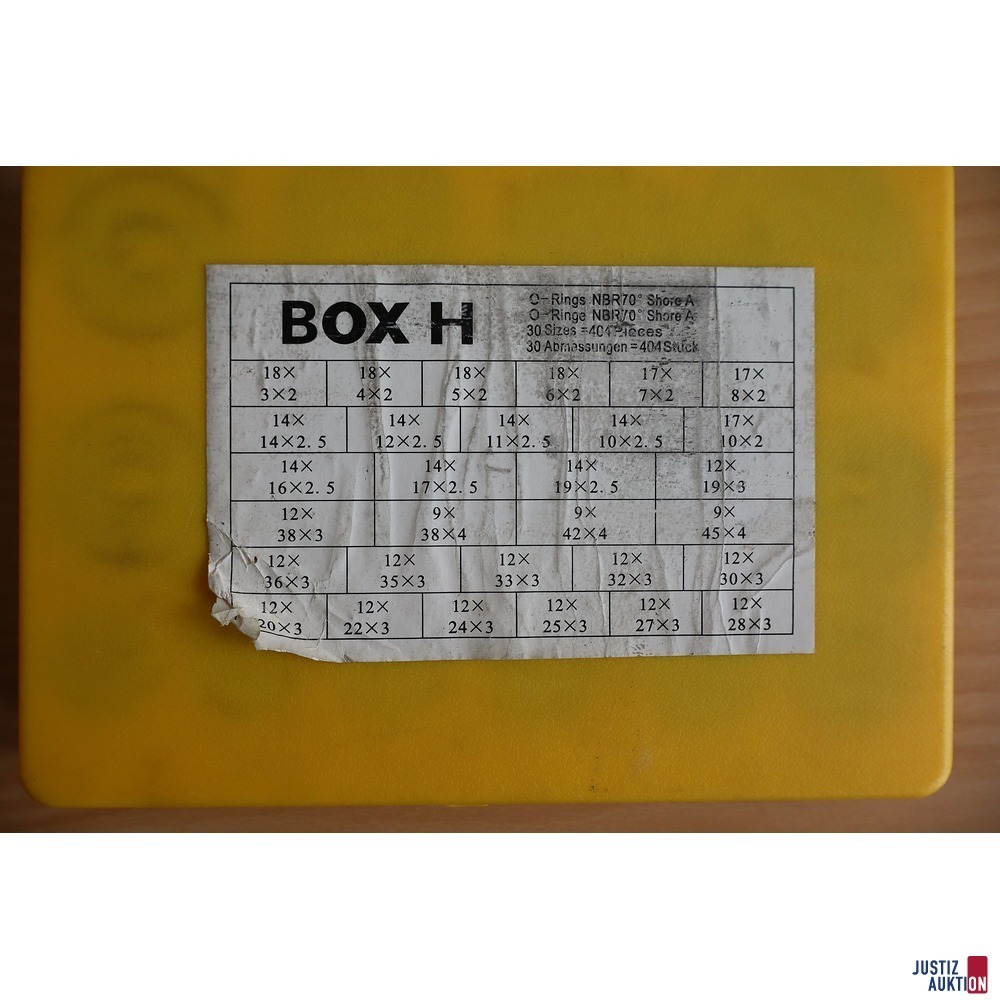 BOX H
O-Rings NBR70° Shore A
O-Ringe NBR70° Shore A
30 Sizes =404 Pieces
30 Abmassungen =404 Stuck
18× 18× 18× 18× 17× 17×
3×2 4×2 5×2 6×2 7×2 8×2
14× 14× 14× 14× 17×
14×2.5 12×2.5 11×2.5 10×2.5 10×2
14× 14× 14× 12×
16×2.5 17×2.5 19×2.5 19×3
12× 9× 9× 9×
38×3 38×4 42×4 45×4
12× 12× 12× 12× 12×
36×3 35×3 33×3 32×3 30×3
12× 12× 12× 12× 12× 12×
20×3 22×3 24×3 25×3 27×3 28×3
JUSTIZ
AUKTION